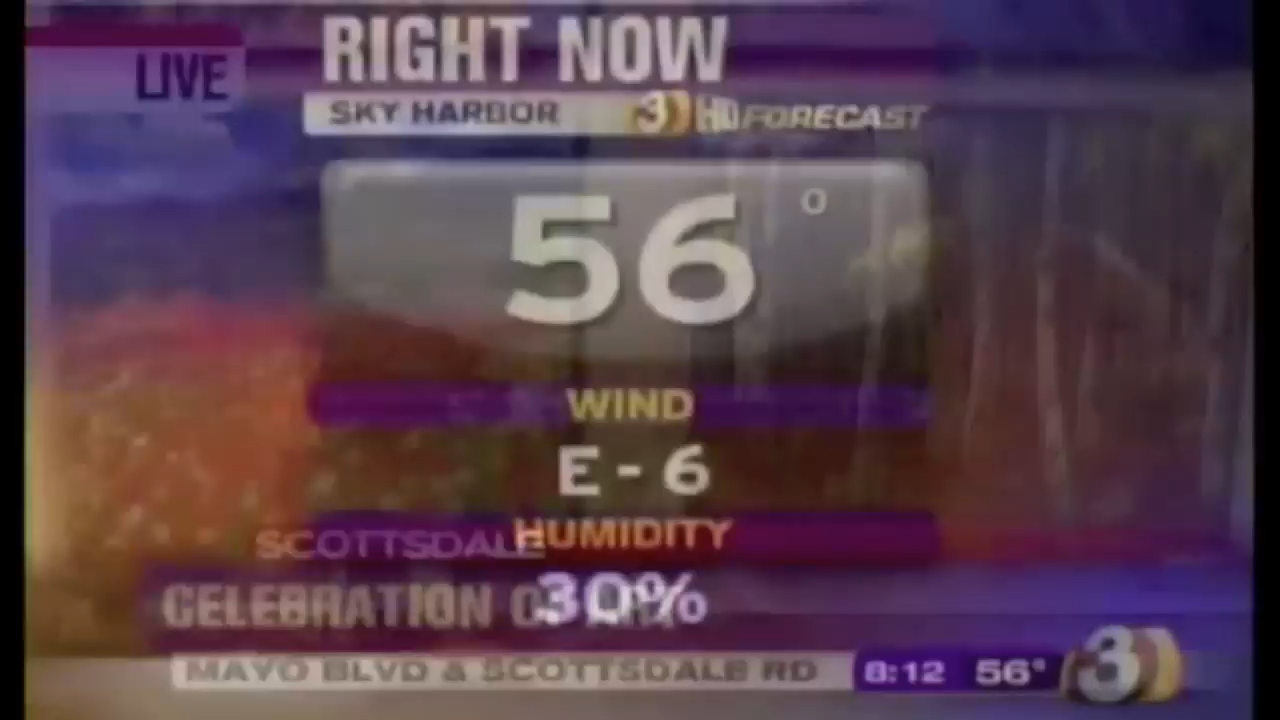 LIVE
RIGHT NOW
SKY HARBOR 3 HD FORECAST
56°
WIND
E - 6
HUMIDITY
SCOTTSDALE
30%
CELEBRATION
MAYO BLVD & SCOTTSDALE RD
8:12 56° 3